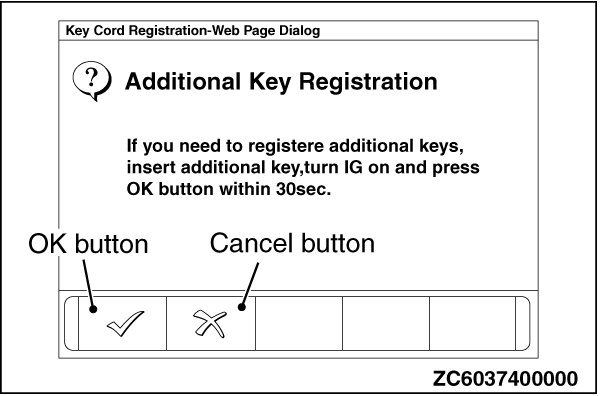 Key Cord Registration-Web Page Dialog
?
Additional Key Registration
If you need to registere additional keys,
insert additional key,turn IG on and press
OK button within 30sec.
OK button
Cancel button
ZC6037400000